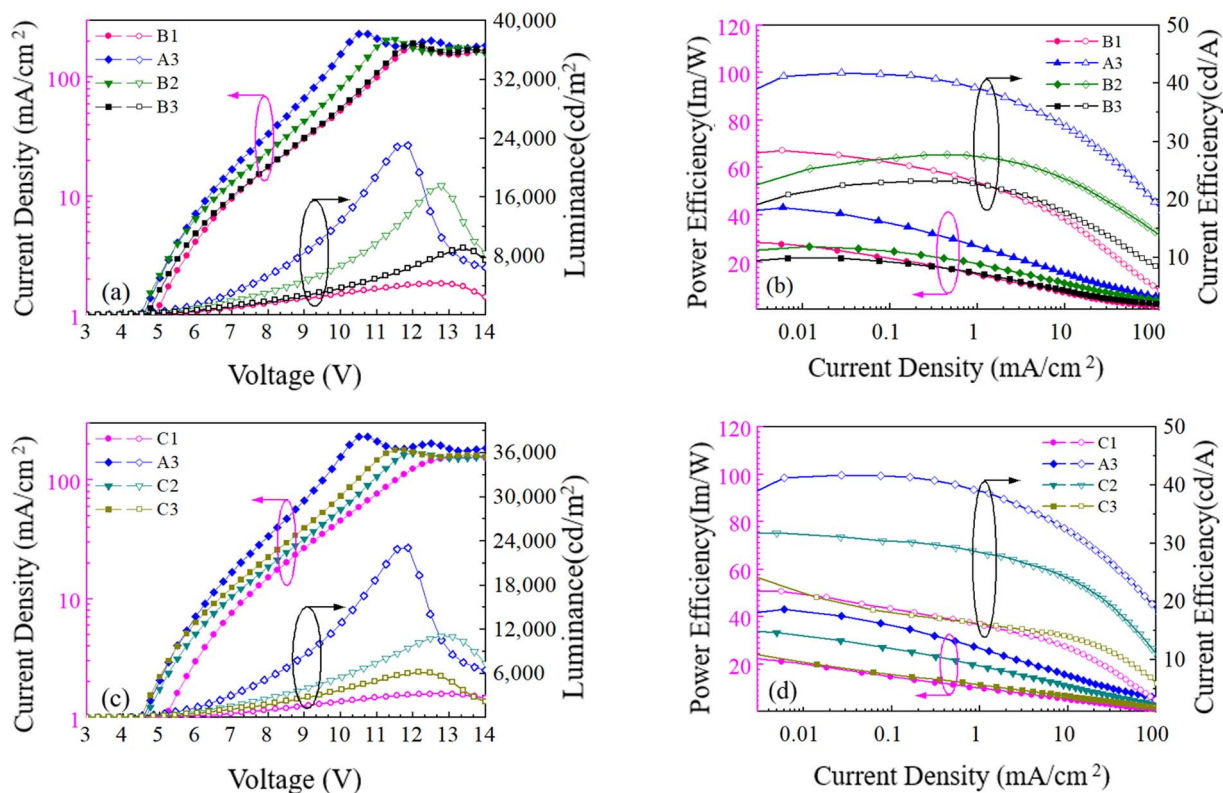 Current Density (mA/cm²)
100
10
1
B1
A3
B2
B3
(a)
40,000
36,000
24,000
16,000
8,000
Luminance(cd/m²)
3 4 5 6 7 8 9 10 11 12 13 14
Voltage (V)
Power Efficiency(Im/W)
120
100
80
60
40
20
B1
A3
B2
B3
(b)
50
40
30
20
10
0
Current Efficiency(cd/A)
0.01 0.1 1 10 100
Current Density (mA/cm²)
Current Density (mA/cm²)
100
10
1
C1
A3
C2
C3
(c)
36,000
30,000
23,000
18,000
11,000
6,000
Luminance(cd/m²)
3 4 5 6 7 8 9 10 11 12 13 14
Voltage (V)
Power Efficiency(Im/W)
120
100
80
60
40
20
C1
A3
C2
C3
(d)
50
40
30
20
10
0
Current Efficiency(cd/A)
0.01 0.1 1 10 100
Current Density (mA/cm²)